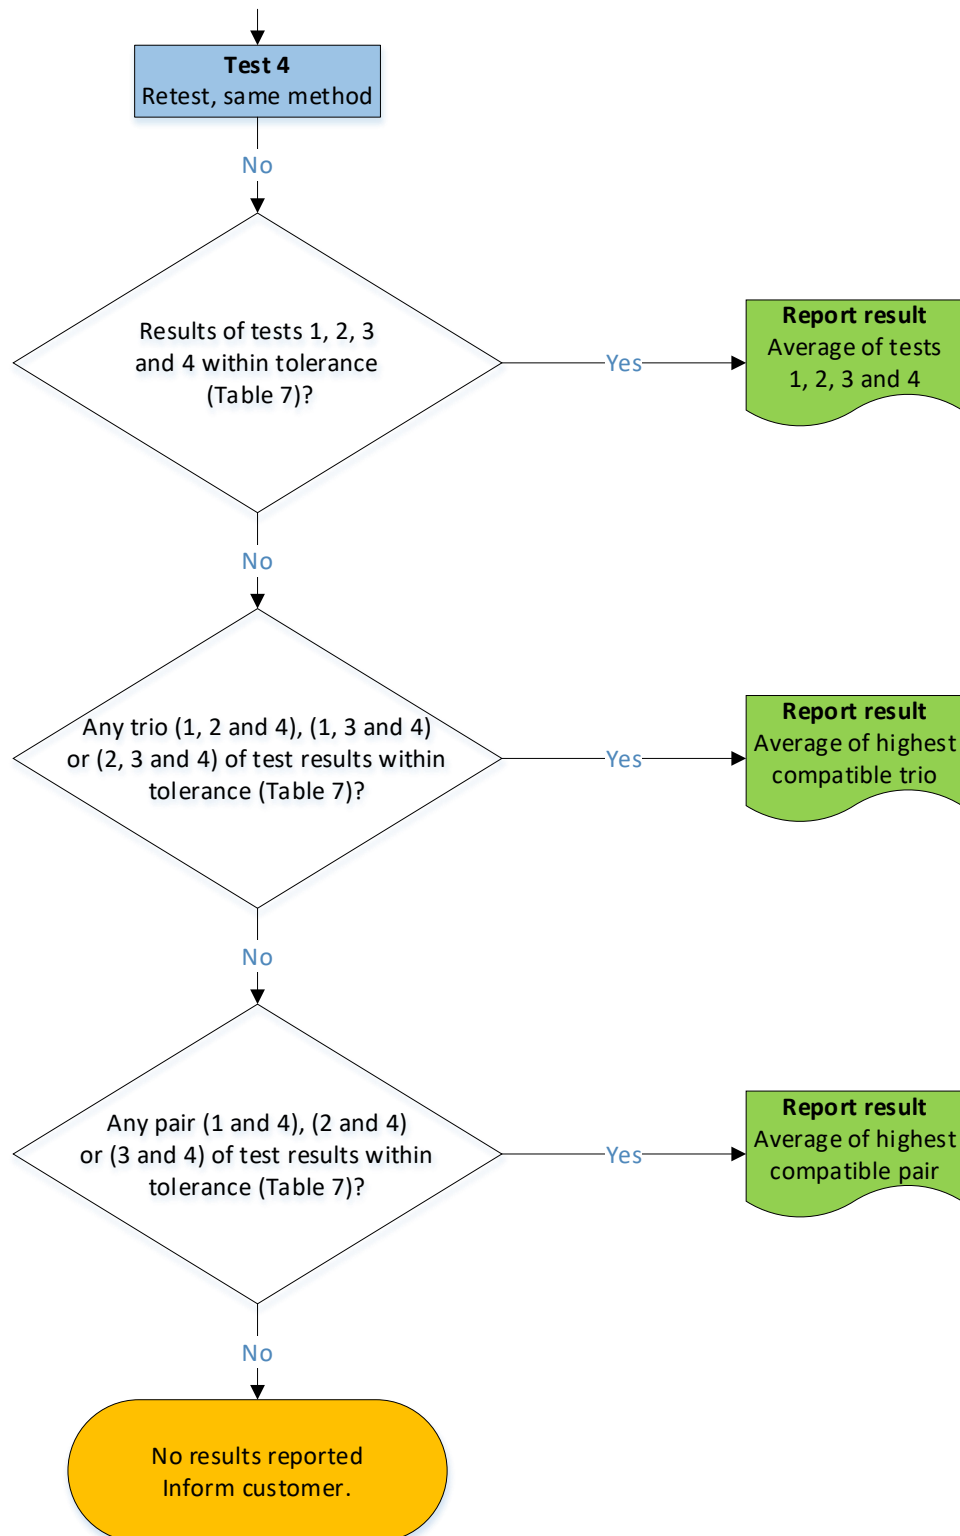 Test 4
Retest, same method
No
Results of tests 1, 2, 3
and 4 within tolerance
(Table 7)?
Yes
Report result
Average of tests
1, 2, 3 and 4
No
Any trio (1, 2 and 4), (1, 3 and 4)
or (2, 3 and 4) of test results within
tolerance (Table 7)?
Yes
Report result
Average of highest
compatible trio
No
Any pair (1 and 4), (2 and 4)
or (3 and 4) of test results within
tolerance (Table 7)?
Yes
Report result
Average of highest
compatible pair
No
No results reported
Inform customer.